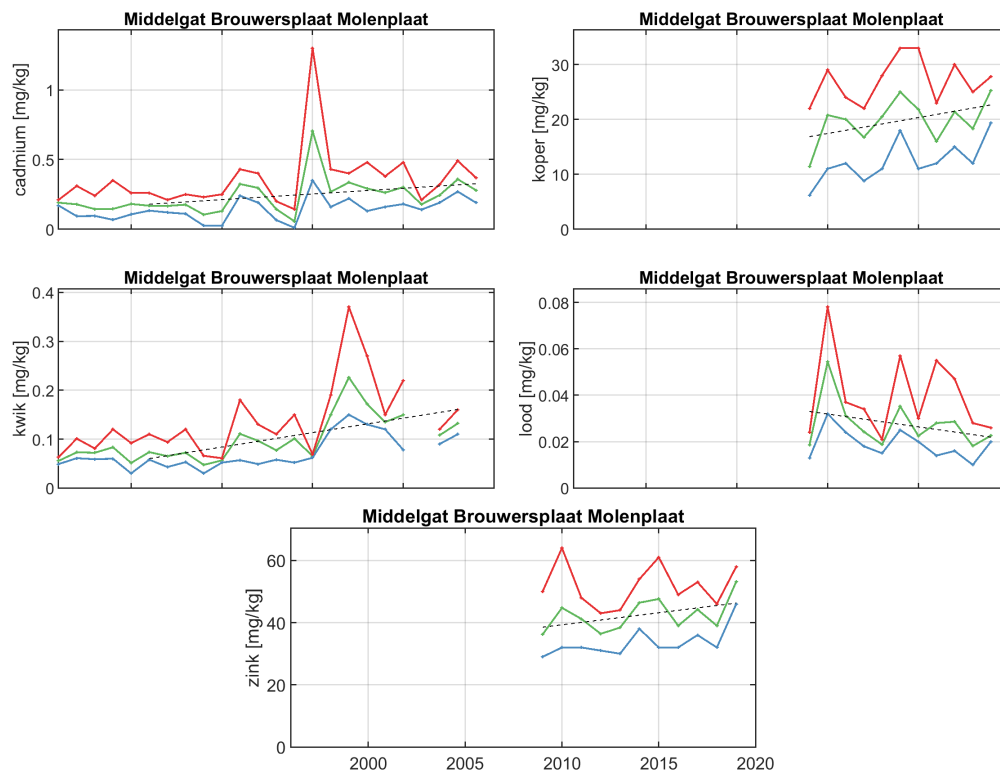 Middelgat Brouwersplaat Molenplaat
cadmium [mg/kg]
1
0.5
0
Middelgat Brouwersplaat Molenplaat
koper [mg/kg]
30
20
10
0
Middelgat Brouwersplaat Molenplaat
kwik [mg/kg]
0.4
0.3
0.2
0.1
0
Middelgat Brouwersplaat Molenplaat
lood [mg/kg]
0.08
0.06
0.04
0.02
0
Middelgat Brouwersplaat Molenplaat
zink [mg/kg]
60
40
20
0
2000 2005 2010 2015 2020